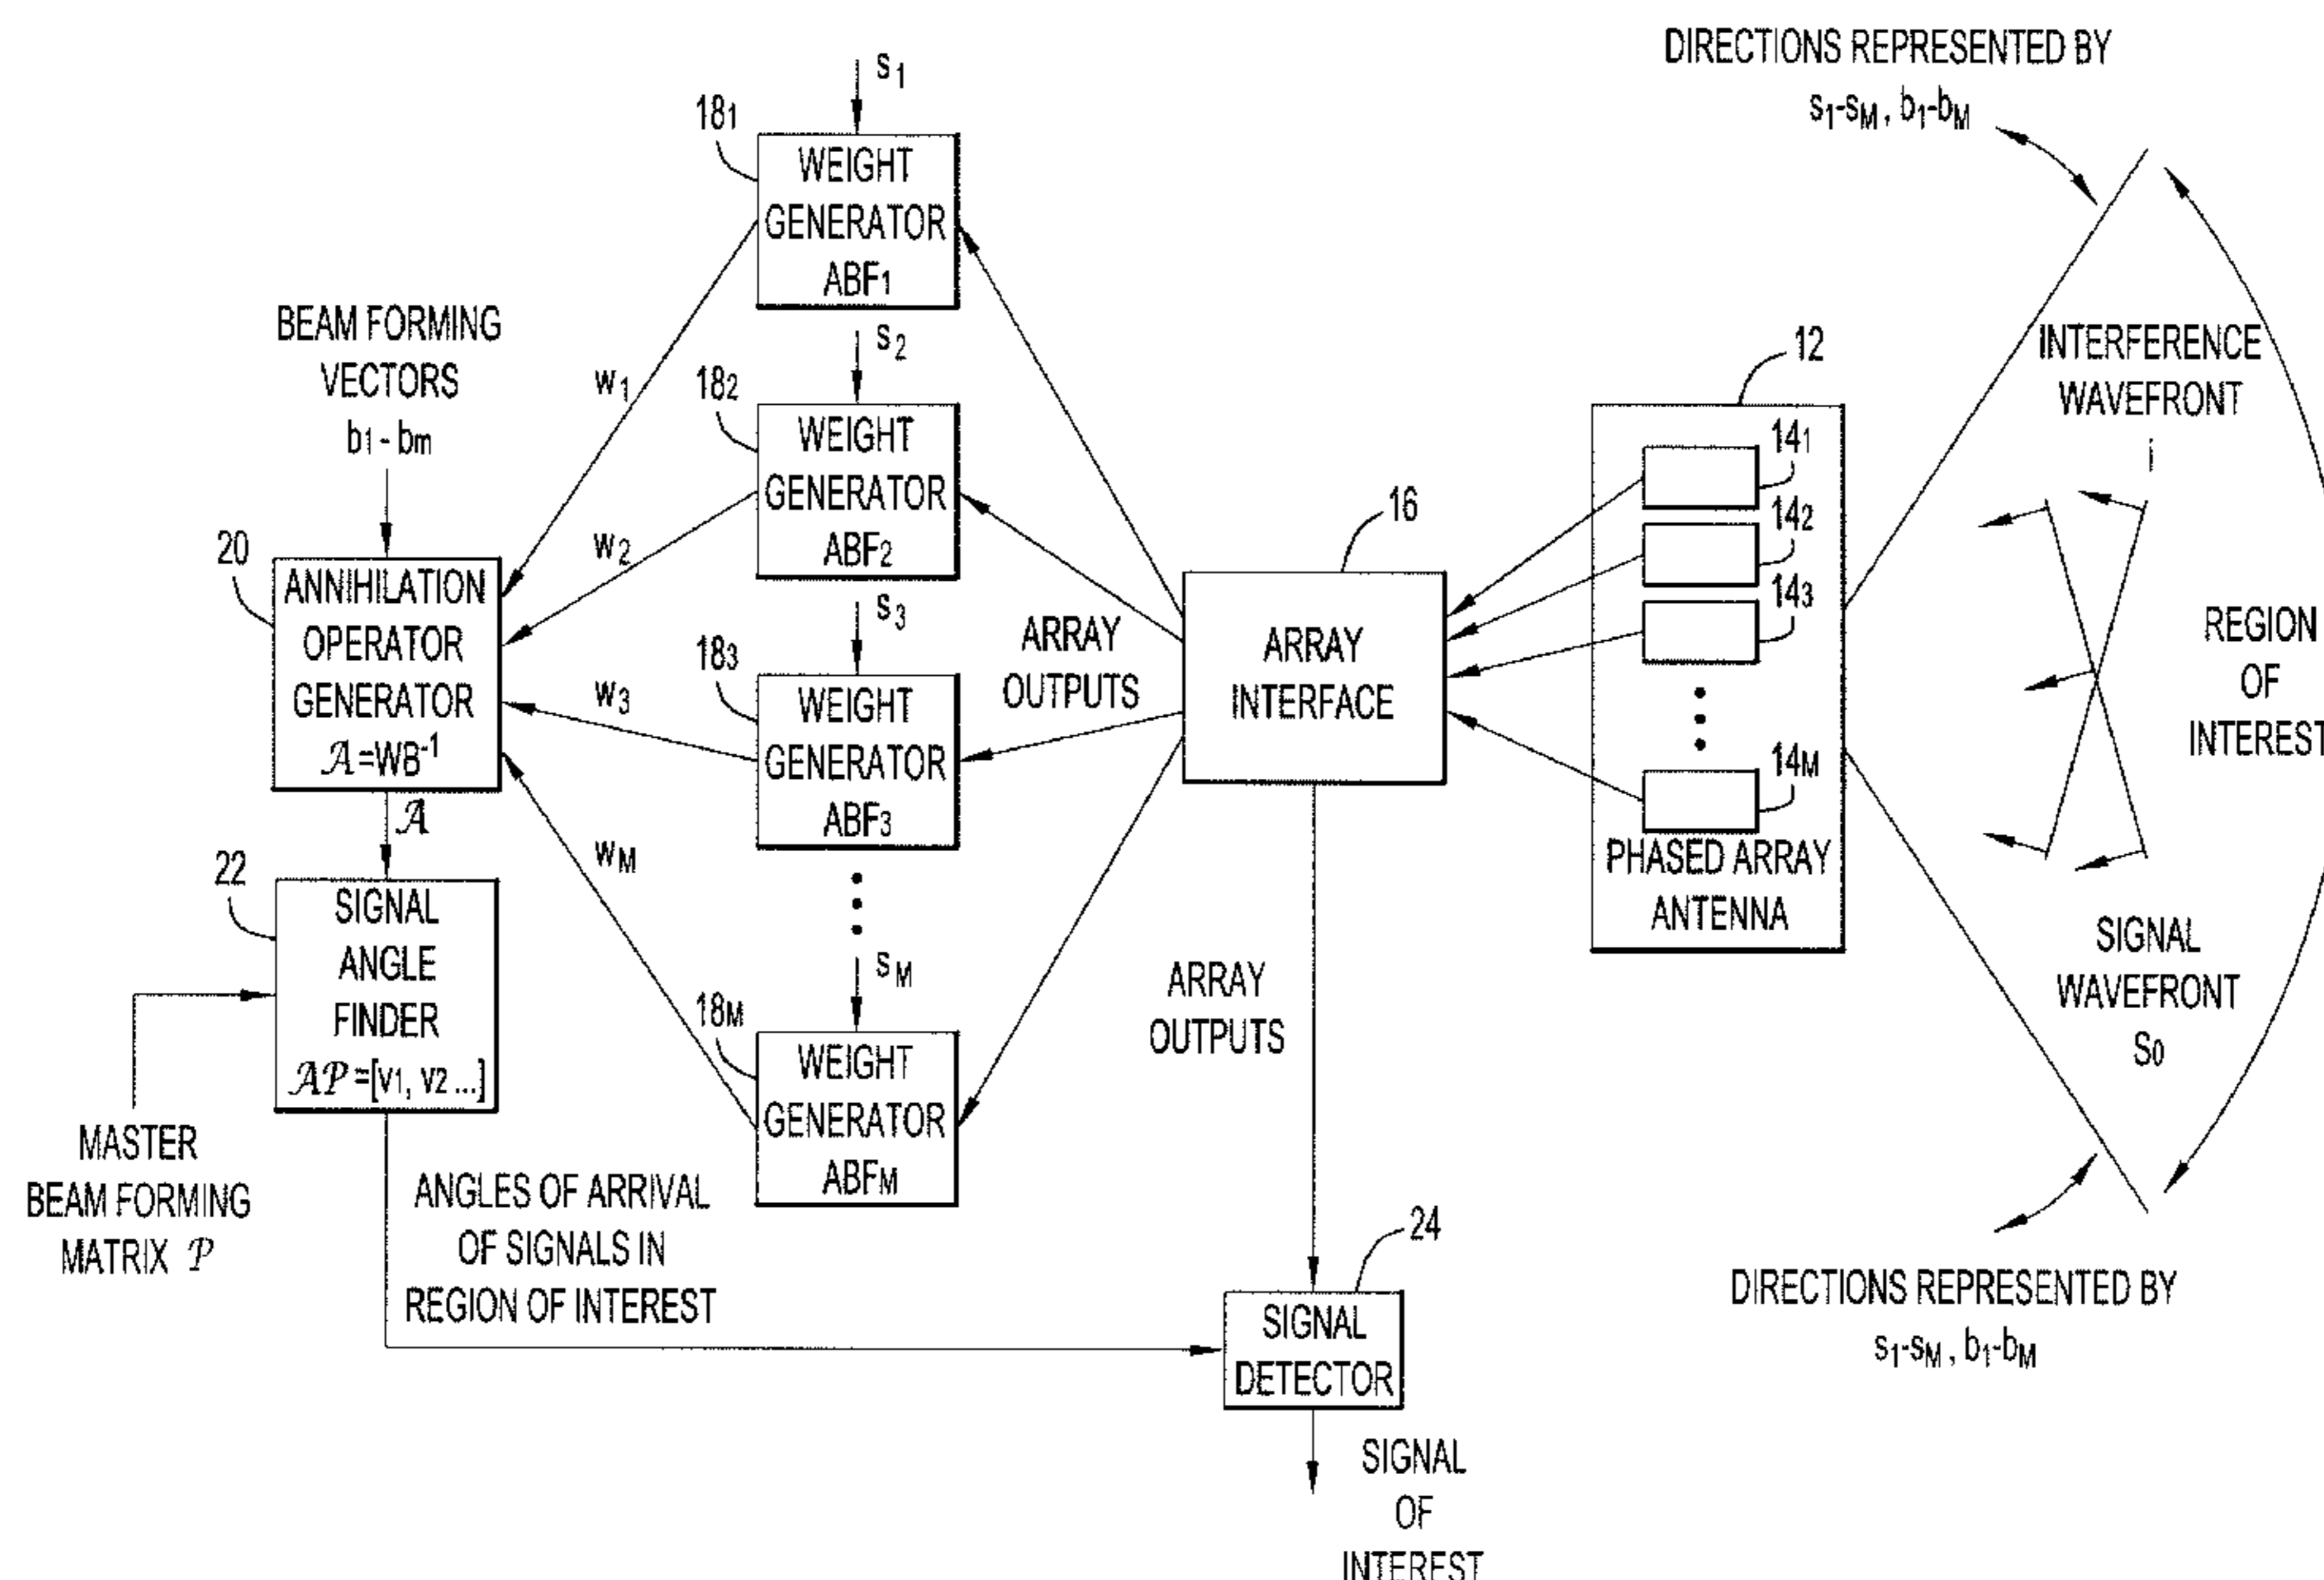 s1
181
WEIGHT
GENERATOR
ABF1
s2
182
WEIGHT
GENERATOR
ABF2
s3
183
WEIGHT
GENERATOR
ABF3
sM
18M
WEIGHT
GENERATOR
ABFM
w1
w2
w3
wM
BEAM FORMING
VECTORS
b1 - bm
20
ANNIHILATION
OPERATOR
GENERATOR
𝒜=WB-1
𝒜
22
SIGNAL
ANGLE
FINDER
𝒜𝒫=[v1, v2 ...]
MASTER
BEAM FORMING
MATRIX 𝒫
ANGLES OF ARRIVAL
OF SIGNALS IN
REGION OF INTEREST
ARRAY
OUTPUTS
16
ARRAY
INTERFACE
ARRAY
OUTPUTS
24
SIGNAL
DETECTOR
SIGNAL
OF
INTEREST
12
141
142
143
14M
PHASED ARRAY
ANTENNA
DIRECTIONS REPRESENTED BY
s1-sM, b1-bM
INTERFERENCE
WAVEFRONT
i
REGION
OF
INTEREST
SIGNAL
WAVEFRONT
S0
DIRECTIONS REPRESENTED BY
s1-sM, b1-bM